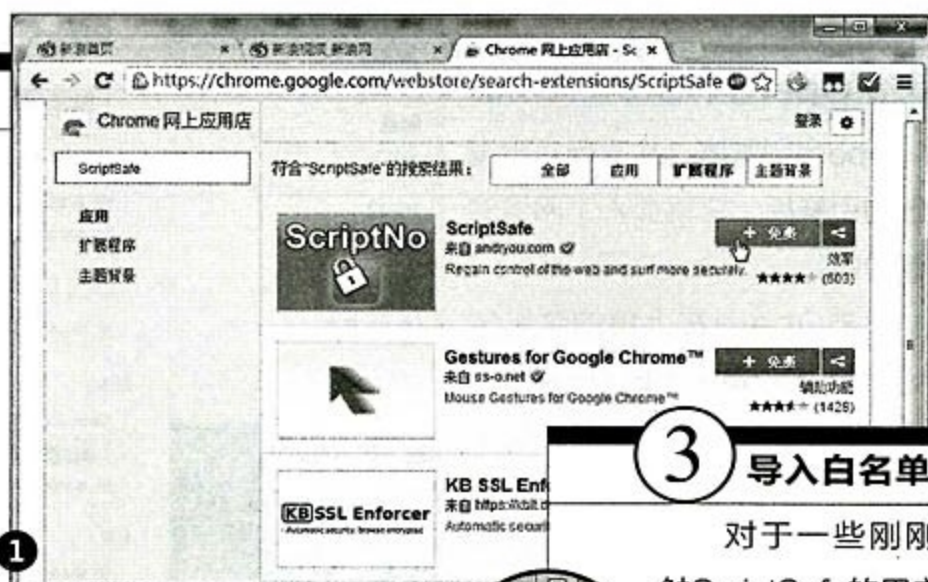 新浪首页
新浪视频_新浪网
Chrome 网上应用店 - Sc
https://chrome.google.com/webstore/search-extensions/ScriptSafe
Chrome 网上应用店
登录
ScriptSafe
符合"ScriptSafe"的搜索结果：
全部 应用 扩展程序 主题背景
应用
扩展程序
主题背景
ScriptNo
ScriptSafe
来自 andryou.com
Regain control of the web and surf more securely.
+ 免费
效率
(603)
Gestures for Google Chrome™
来自 ss-o.net
Mouse Gestures for Google Chrome™
+ 免费
辅助功能
(1428)
KB SSL Enforcer
KB SSL Enf
来自
Automatic securit
1
3 导入白名单
对于一些刚刚